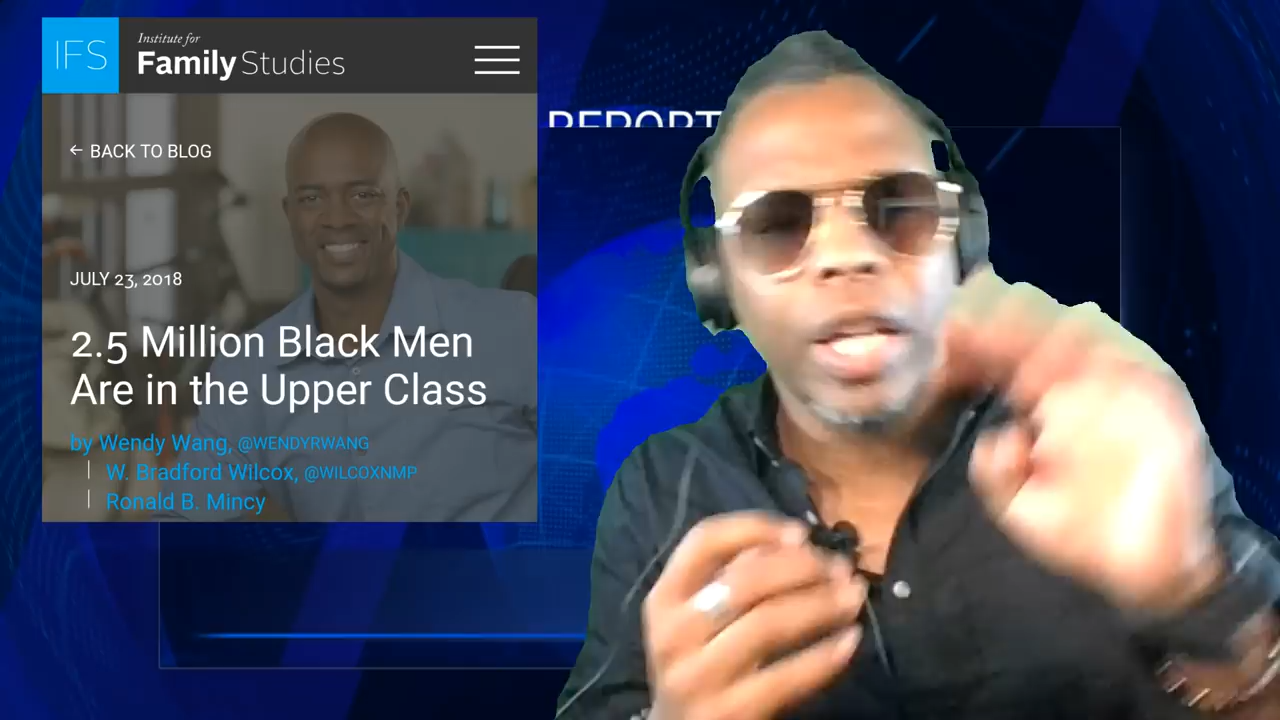 IFS
Institute for
Family Studies
REPORT
← BACK TO BLOG
JULY 23, 2018
2.5 Million Black Men
Are in the Upper Class
by Wendy Wang, @WENDYRWANG
| W. Bradford Wilcox, @WILCOXNMP
| Ronald B. Mincy